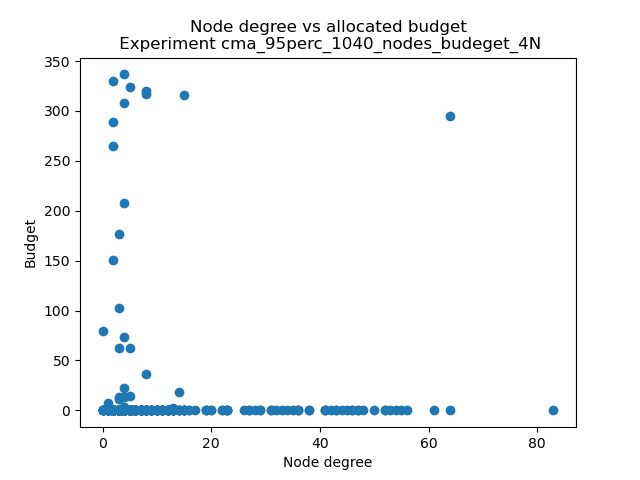 Node degree vs allocated budget
Experiment cma_95perc_1040_nodes_budeget_4N
350
300
250
200
150
100
50
0
Budget
0 20 40 60 80
Node degree